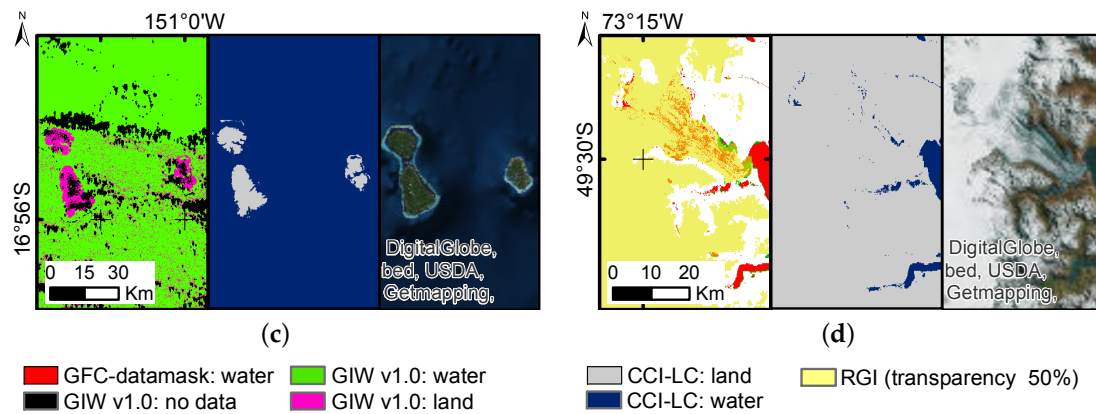 N
151°0'W
16°56'S
0 15 30
Km
DigitalGlobe,
bed, USDA,
Getmapping,
(c)
N
73°15'W
49°30'S
0 10 20
Km
DigitalGlobe,
bed, USDA,
Getmapping,
(d)
GFC-datamask: water
GIW v1.0: no data
GIW v1.0: water
GIW v1.0: land
CCI-LC: land
CCI-LC: water
RGI (transparency 50%)